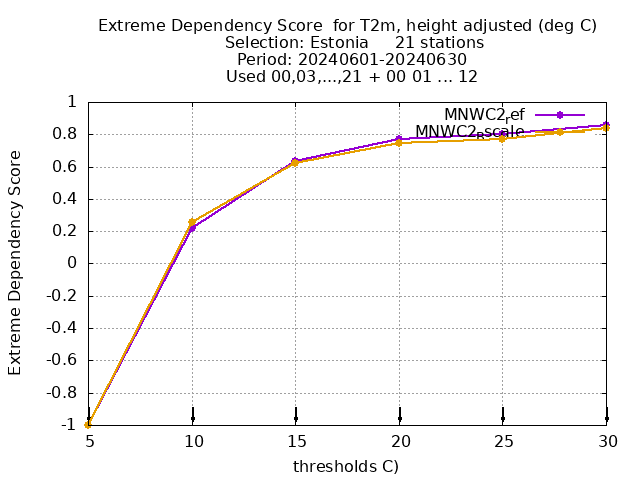 Extreme Dependency Score  for T2m, height adjusted (deg C)
Selection: Estonia     21 stations
Period: 20240601-20240630
Used 00,03,...,21 + 00 01 ... 12
MNWC2ref
MNWC2Rscale
Extreme Dependency Score
1
0.8
0.6
0.4
0.2
0
-0.2
-0.4
-0.6
-0.8
-1
5 10 15 20 25 30
thresholds C)